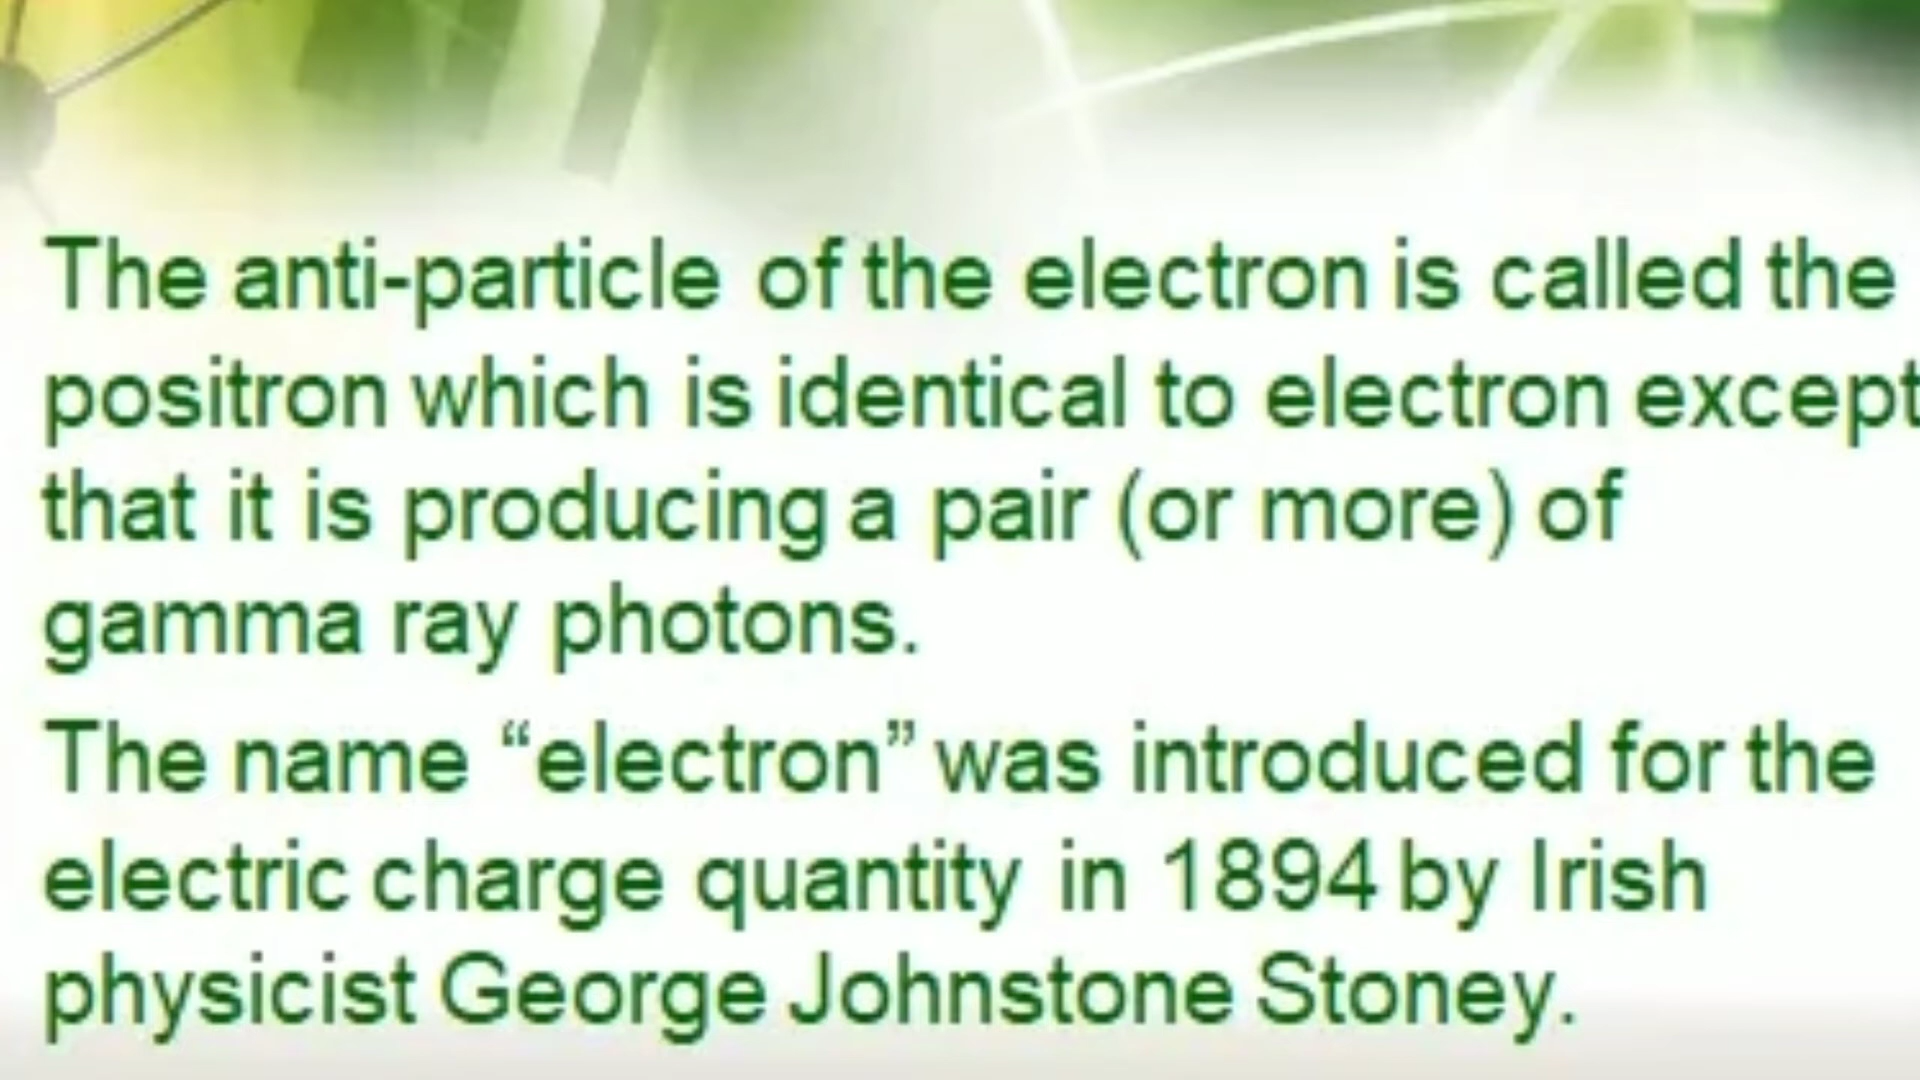 The anti-particle of the electron is called the
positron which is identical to electron except
that it is producing a pair (or more) of
gamma ray photons.
The name “electron” was introduced for the
electric charge quantity in 1894 by Irish
physicist George Johnstone Stoney.